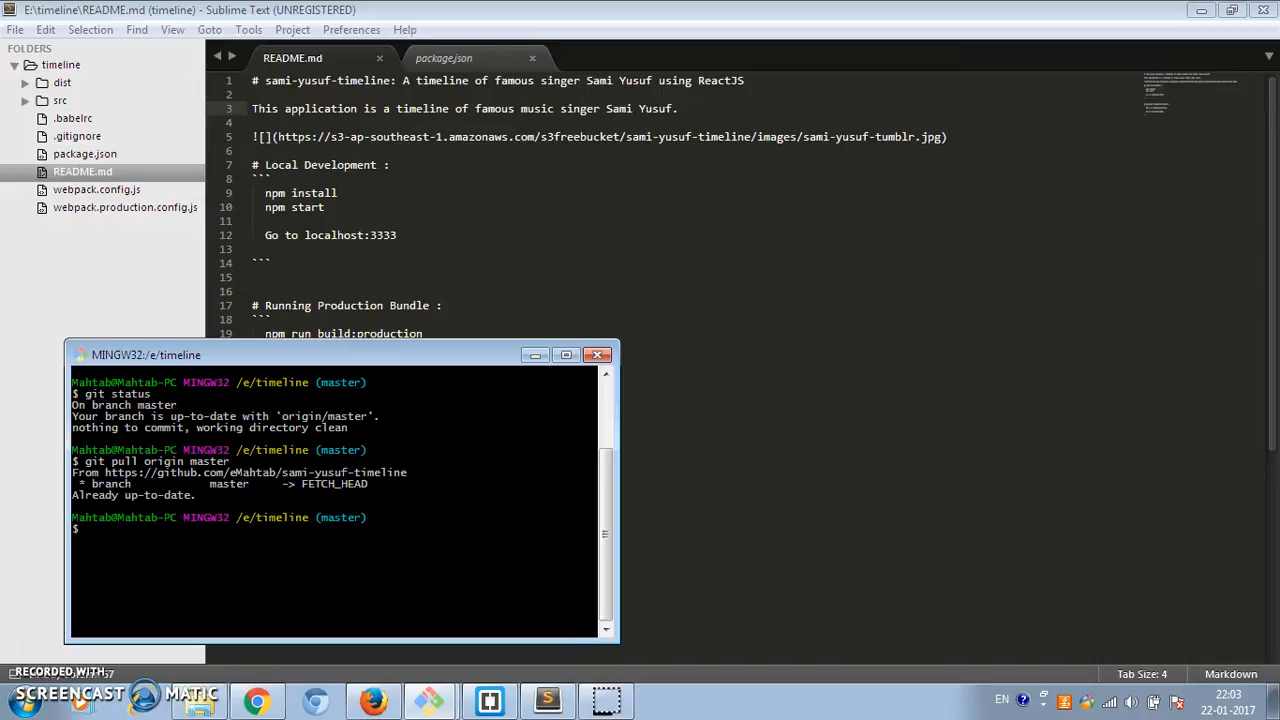 E:\timeline\README.md (timeline) - Sublime Text (UNREGISTERED)
File Edit Selection Find View Goto Tools Project Preferences Help
FOLDERS
timeline
dist
src
.babelrc
.gitignore
package.json
README.md
webpack.config.js
webpack.production.config.js
README.md
package.json
1 # sami-yusuf-timeline: A timeline of famous singer Sami Yusuf using ReactJS
2
3 This application is a timeline of famous music singer Sami Yusuf.
4
5 ![](https://s3-ap-southeast-1.amazonaws.com/s3freebucket/sami-yusuf-timeline/images/sami-yusuf-tumblr.jpg)
6
7 # Local Development :
8 ```
9 npm install
10 npm start
11
12 Go to localhost:3333
13
14 ```
15
16
17 # Running Production Bundle :
18 ```
19 npm run build:production
MINGW32:/e/timeline
Mahtab@Mahtab-PC MINGW32 /e/timeline (master)
$ git status
On branch master
Your branch is up-to-date with 'origin/master'.
nothing to commit, working directory clean
Mahtab@Mahtab-PC MINGW32 /e/timeline (master)
$ git pull origin master
From https://github.com/eMahtab/sami-yusuf-timeline
* branch master -> FETCH_HEAD
Already up-to-date.
Mahtab@Mahtab-PC MINGW32 /e/timeline (master)
$
Tab Size: 4 Markdown
RECORDED WITH
SCREENCAST MATIC
EN
22:03
22-01-2017